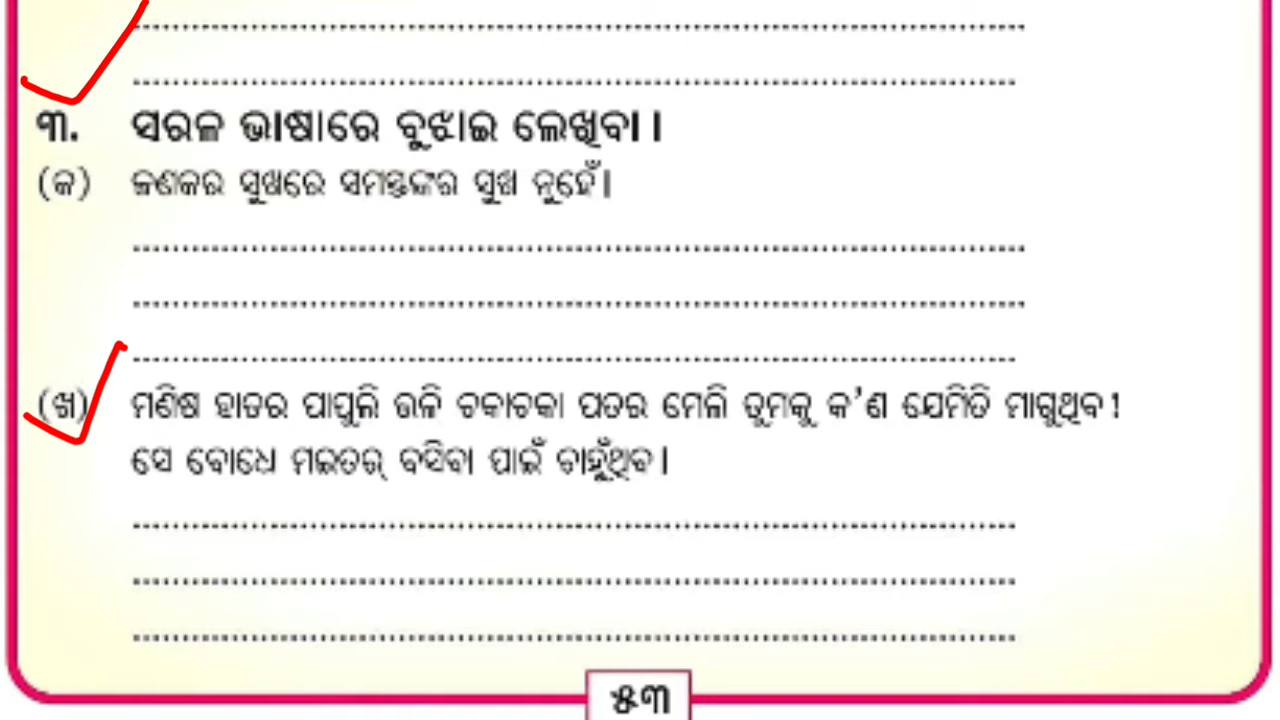 ୩. ସରଳ ଭାଷାରେ ବୁଝାଇ ଲେଖିବା ।
(କ) ଜଣକର ସୁଖରେ ସମସ୍ତଙ୍କର ସୁଖ ନୁହେଁ।
(ଖ) ମଣିଷ ହାତର ପାପୁଲି ଭଳି ଚକାଚକା ପତର ମେଲି ତୁମକୁ କ'ଣ ଯେମିତି ମାଗୁଥିବ !
ସେ ବୋଧେ ମଇତର୍ ବସିବା ପାଇଁ ଚାହୁଁଥିବ।
୫୩